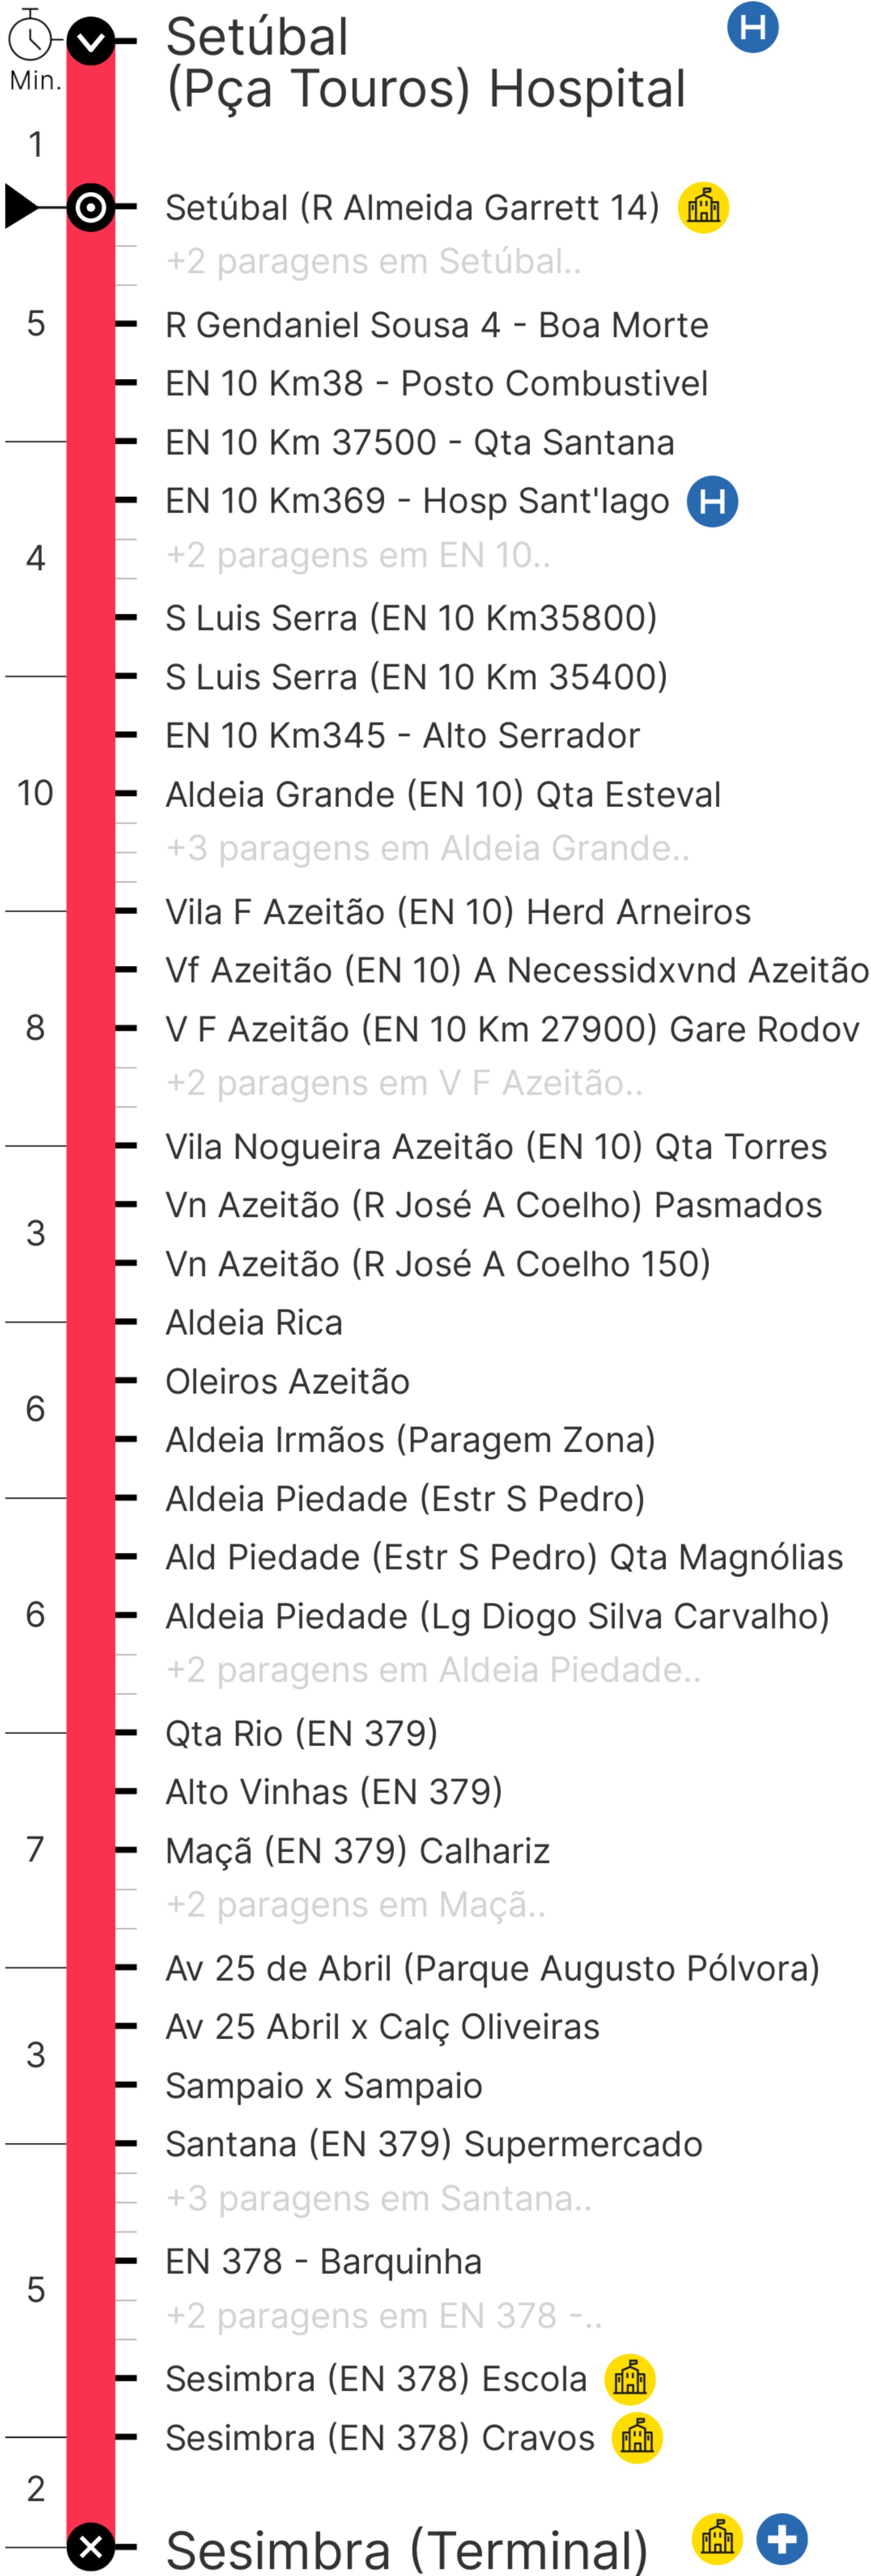 Setúbal
(Pça Touros) Hospital
H
Min.
1
Setúbal (R Almeida Garrett 14)
+2 paragens em Setúbal..
5
R Gendaniel Sousa 4 - Boa Morte
EN 10 Km38 - Posto Combustivel
EN 10 Km 37500 - Qta Santana
EN 10 Km369 - Hosp Sant'Iago
H
4
+2 paragens em EN 10..
S Luis Serra (EN 10 Km35800)
S Luis Serra (EN 10 Km 35400)
EN 10 Km345 - Alto Serrador
10
Aldeia Grande (EN 10) Qta Esteval
+3 paragens em Aldeia Grande..
Vila F Azeitão (EN 10) Herd Arneiros
Vf Azeitão (EN 10) A Necessidxvnd Azeitão
8
V F Azeitão (EN 10 Km 27900) Gare Rodov
+2 paragens em V F Azeitão..
Vila Nogueira Azeitão (EN 10) Qta Torres
Vn Azeitão (R José A Coelho) Pasmados
3
Vn Azeitão (R José A Coelho 150)
Aldeia Rica
Oleiros Azeitão
6
Aldeia Irmãos (Paragem Zona)
Aldeia Piedade (Estr S Pedro)
Ald Piedade (Estr S Pedro) Qta Magnólias
6
Aldeia Piedade (Lg Diogo Silva Carvalho)
+2 paragens em Aldeia Piedade..
Qta Rio (EN 379)
Alto Vinhas (EN 379)
7
Maçã (EN 379) Calhariz
+2 paragens em Maçã..
Av 25 de Abril (Parque Augusto Pólvora)
Av 25 Abril x Calç Oliveiras
3
Sampaio x Sampaio
Santana (EN 379) Supermercado
+3 paragens em Santana..
EN 378 - Barquinha
5
+2 paragens em EN 378 -..
Sesimbra (EN 378) Escola
Sesimbra (EN 378) Cravos
2
Sesimbra (Terminal)